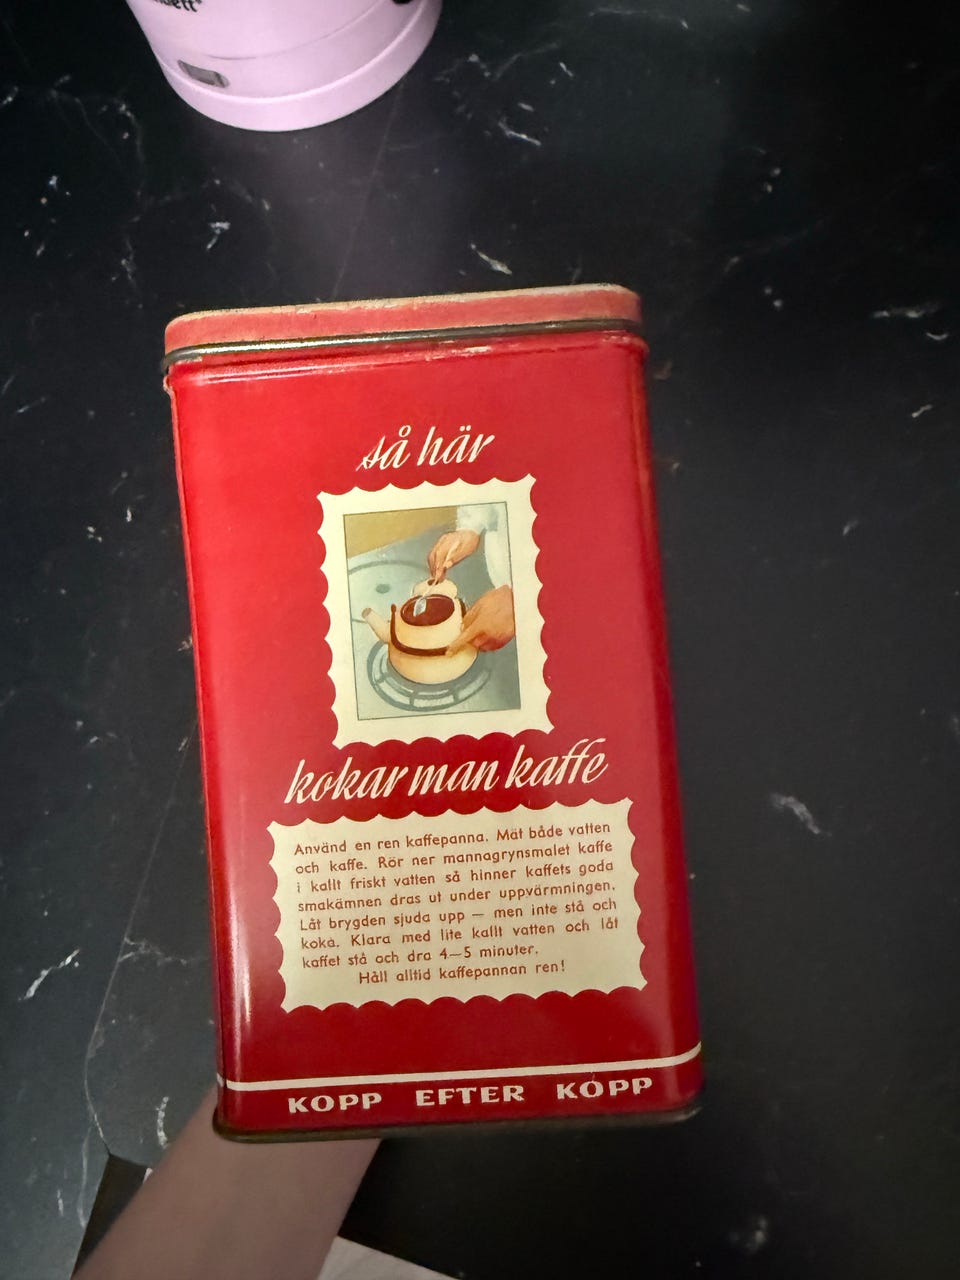 så här
kokar man kaffe
Använd en ren kaffepanna. Mät både vatten
och kaffe. Rör ner mannagrynsmalet kaffe
i kallt friskt vatten så hinner kaffets goda
smakämnen dras ut under uppvärmningen.
Låt brygden sjuda upp — men inte stå och
koka. Klara med lite kallt vatten och låt
kaffet stå och dra 4—5 minuter.
Håll alltid kaffepannan ren!
KOPP EFTER KOPP